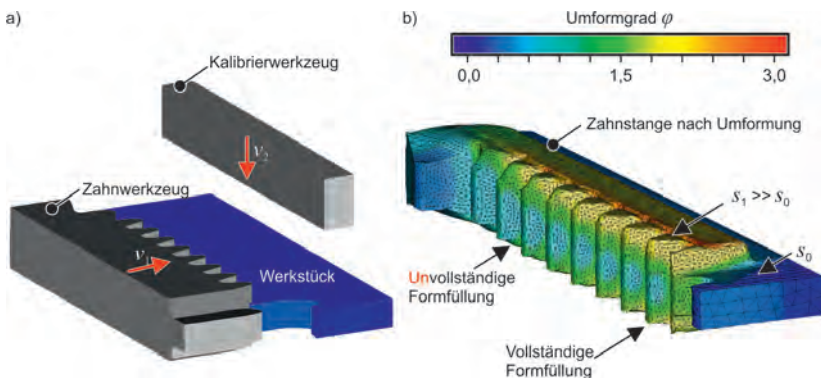 a)
Kalibrierwerkzeug
v2
Zahnwerkzeug
v1
Werkstück
b)
Umformgrad φ
0,0 1,5 3,0
Zahnstange nach Umformung
s1 >> s0
s0
Unvollständige
Formfüllung
Vollständige
Formfüllung